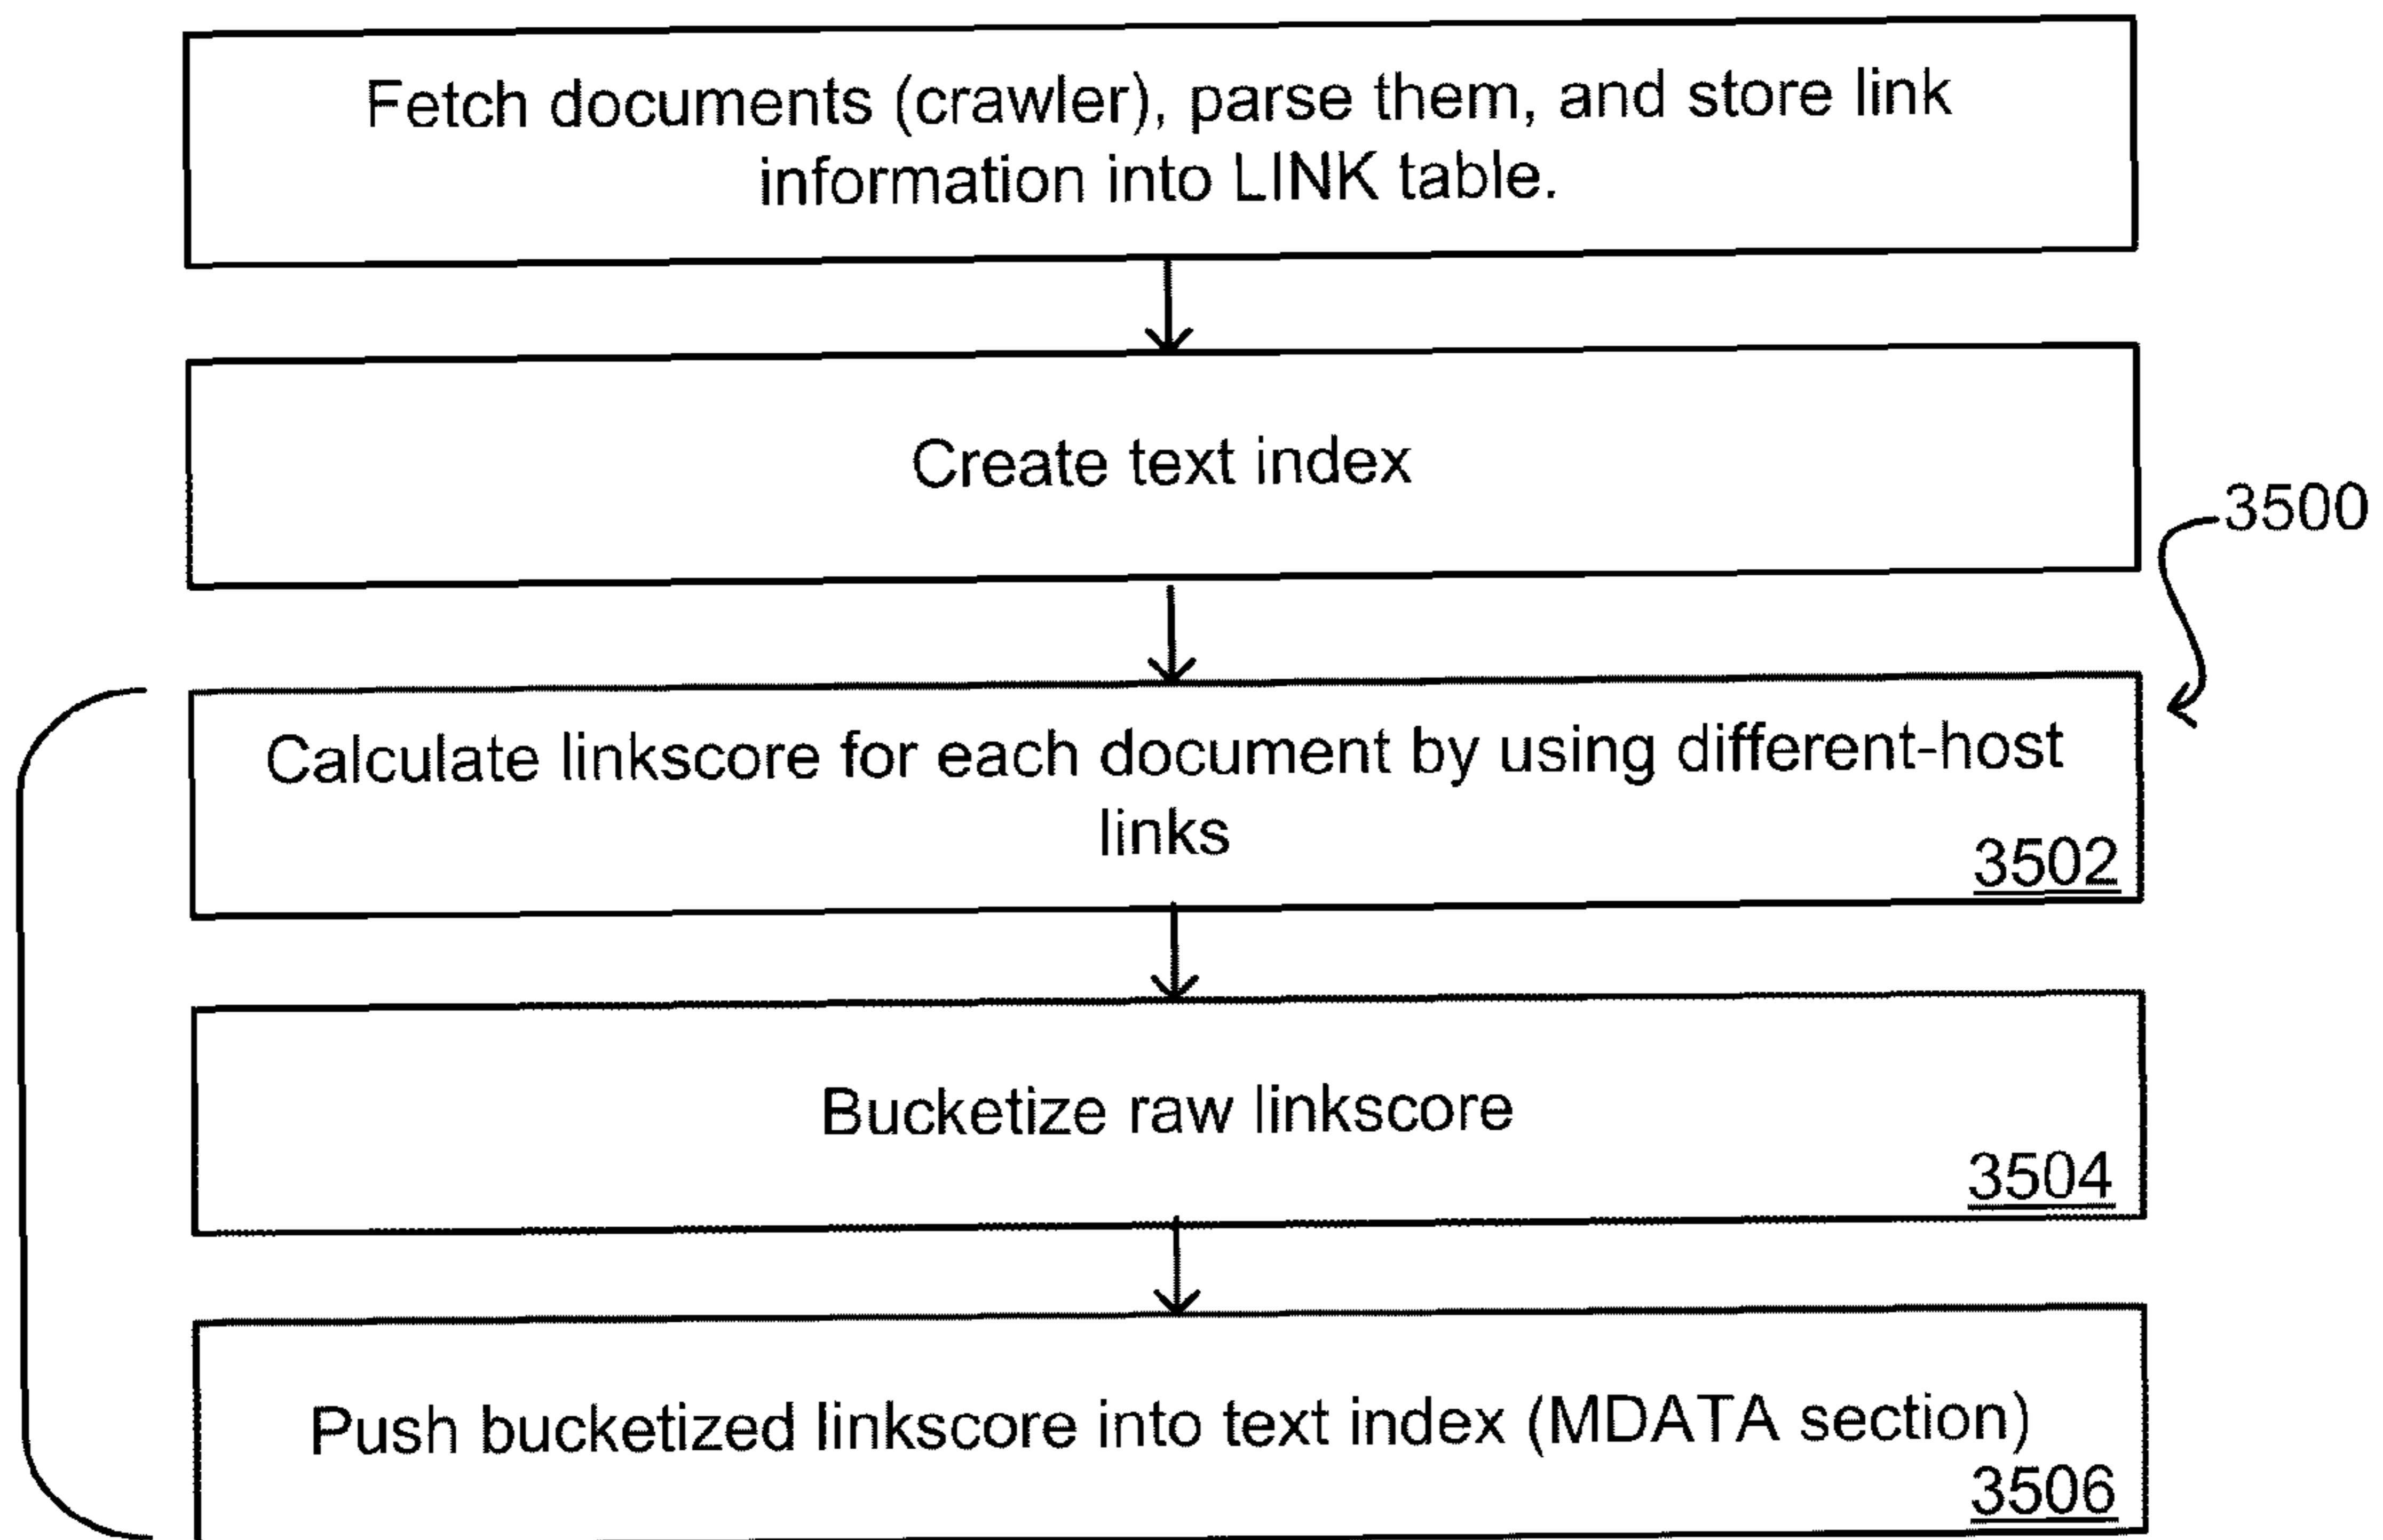 Fetch documents (crawler), parse them, and store link
information into LINK table.
Create text index
3500
Calculate linkscore for each document by using different-host
links
3502
Bucketize raw linkscore
3504
Push bucketized linkscore into text index (MDATA section)
3506